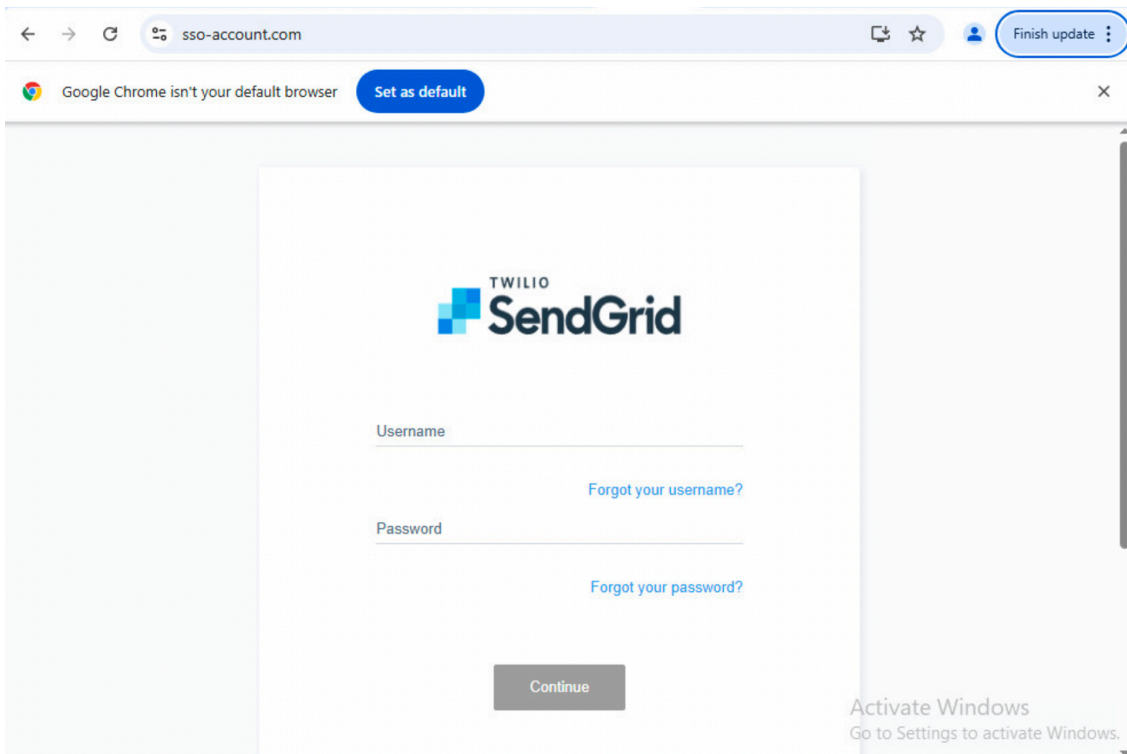 sso-account.com
Finish update
Google Chrome isn't your default browser
Set as default
TWILIO
SendGrid
Username
Forgot your username?
Password
Forgot your password?
Continue
Activate Windows
Go to Settings to activate Windows.